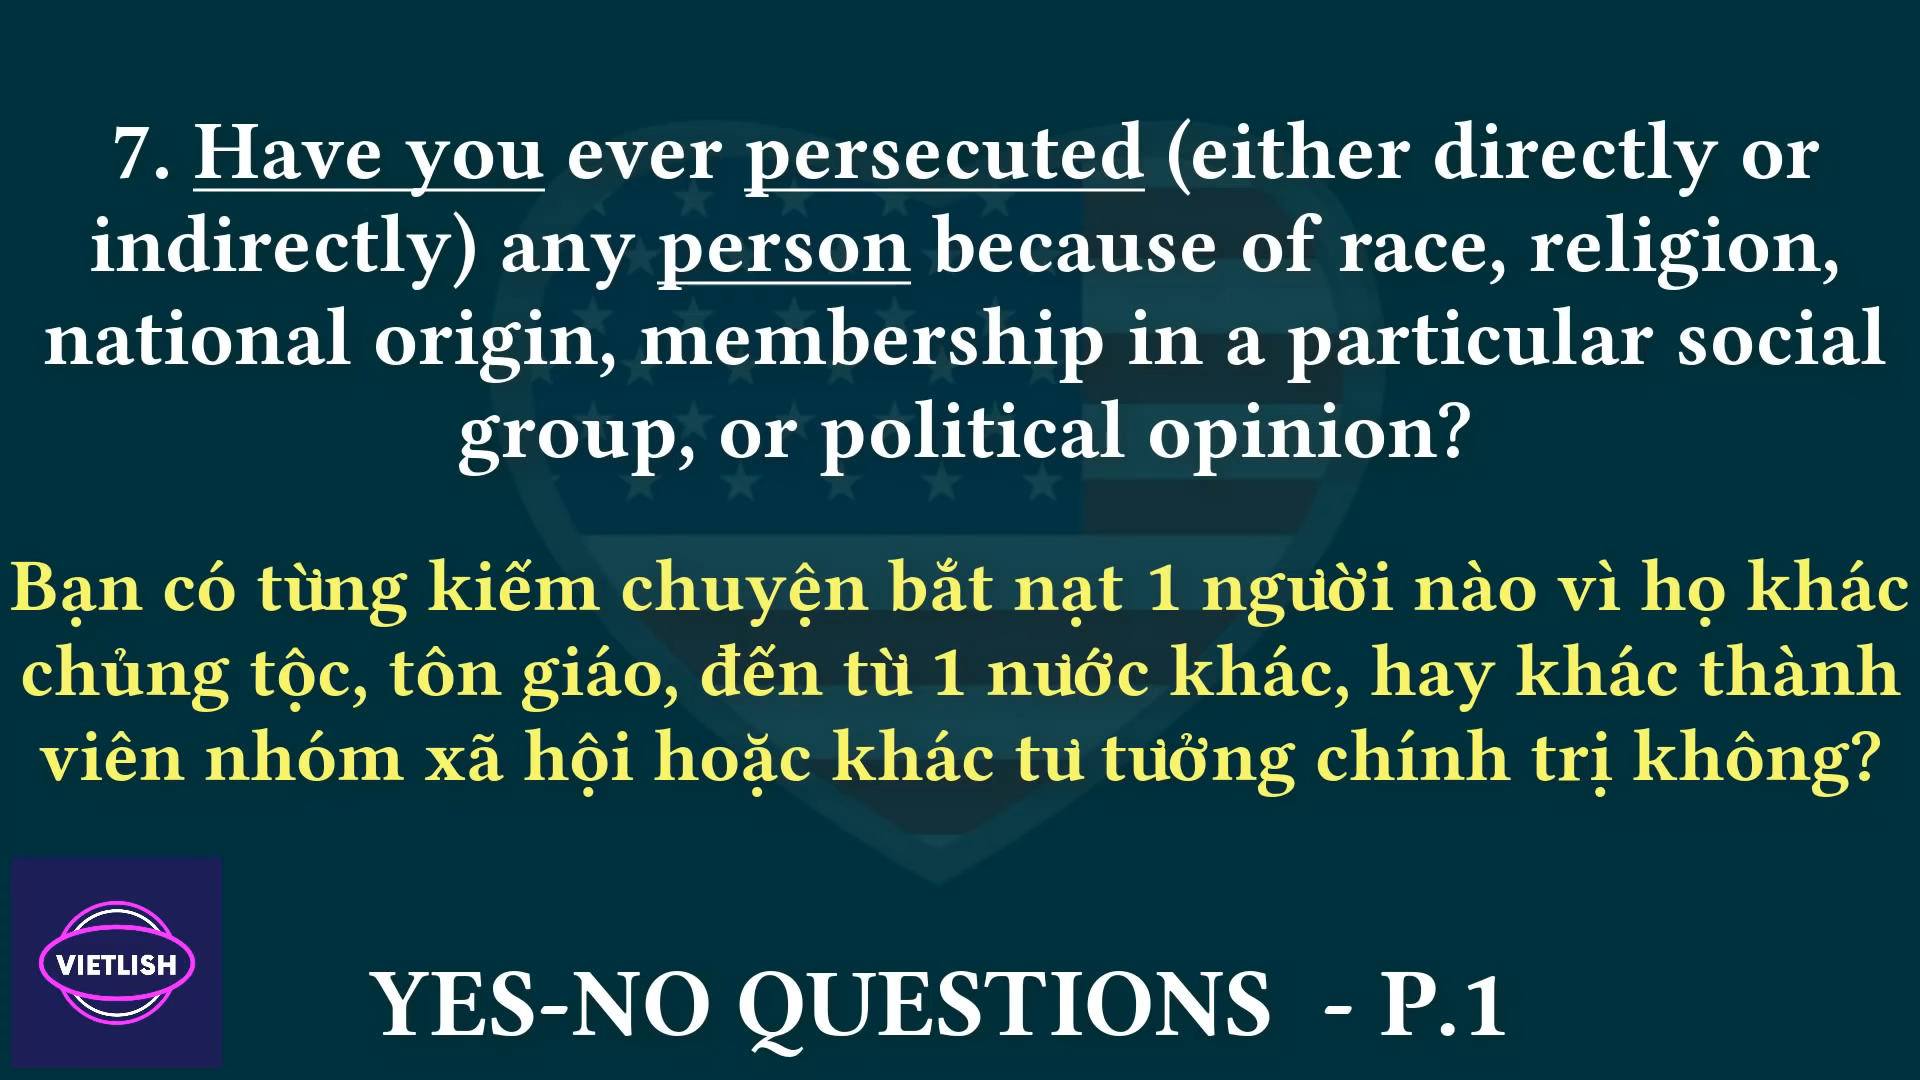 7. Have you ever persecuted (either directly or
indirectly) any person because of race, religion,
national origin, membership in a particular social
group, or political opinion?
Bạn có từng kiễm chuyện bắt nạt 1 người nào vì họ khác
chủng tộc, tôn giáo, đến từ 1 nước khác, hay khác thành
viên nhóm xã hội hoặc khác tư tưởng chính trị không?
VIETLISH
YES-NO QUESTIONS - P.1